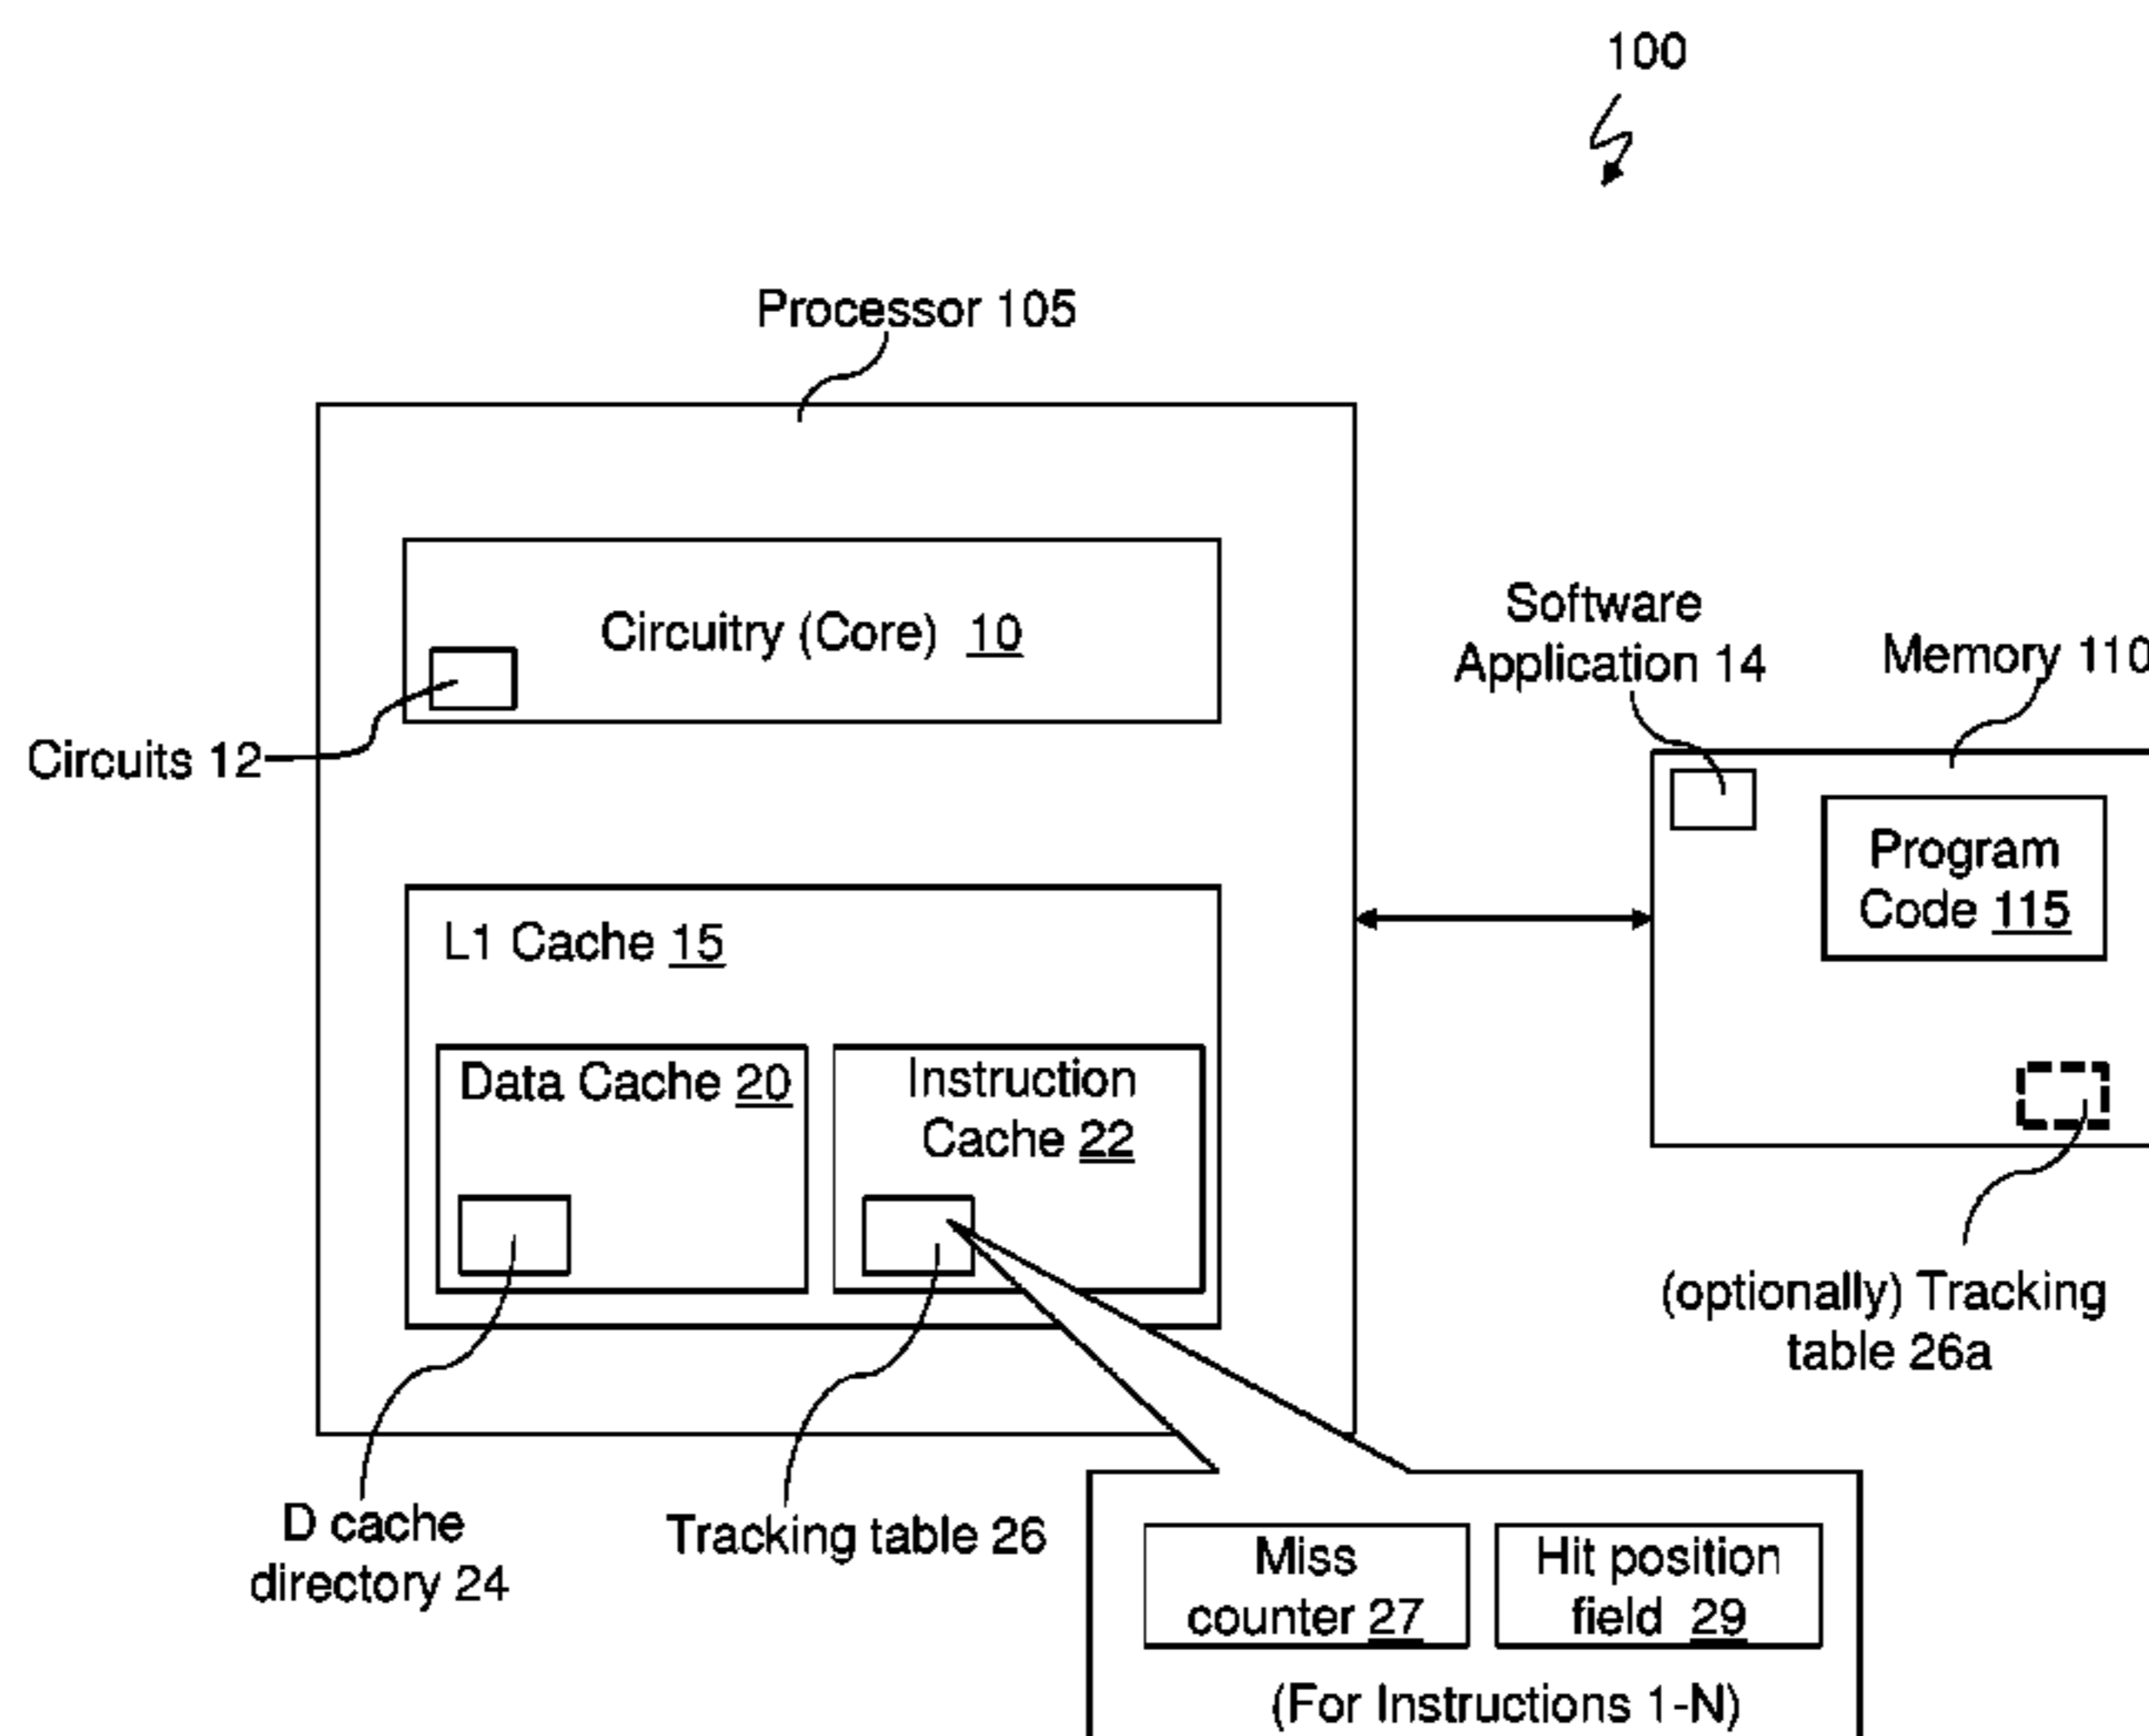 100
Processor 105
Circuitry (Core) 10
Circuits 12
Software
Application 14
Memory 110
Program
Code 115
L1 Cache 15
Data Cache 20
Instruction
Cache 22
(optionally) Tracking
table 26a
D cache
directory 24
Tracking table 26
Miss
counter 27
Hit position
field 29
(For Instructions 1-N)